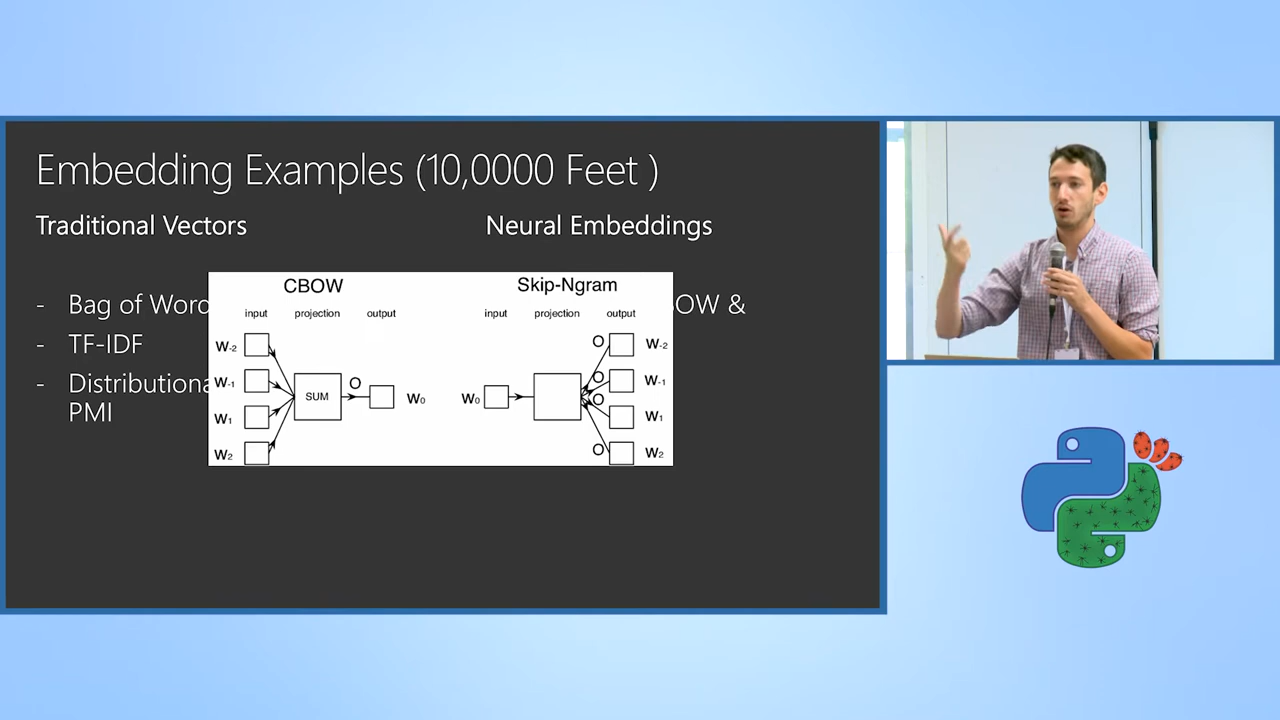 Embedding Examples (10,0000 Feet )
Traditional Vectors
Neural Embeddings
- Bag of Word
- TF-IDF
- Distributiona
PMI
OW &
CBOW
input projection output
W-2
W-1
W1
W2
SUM
O
W0
Skip-Ngram
input projection output
W0
O W-2
O W-1
O W1
O W2